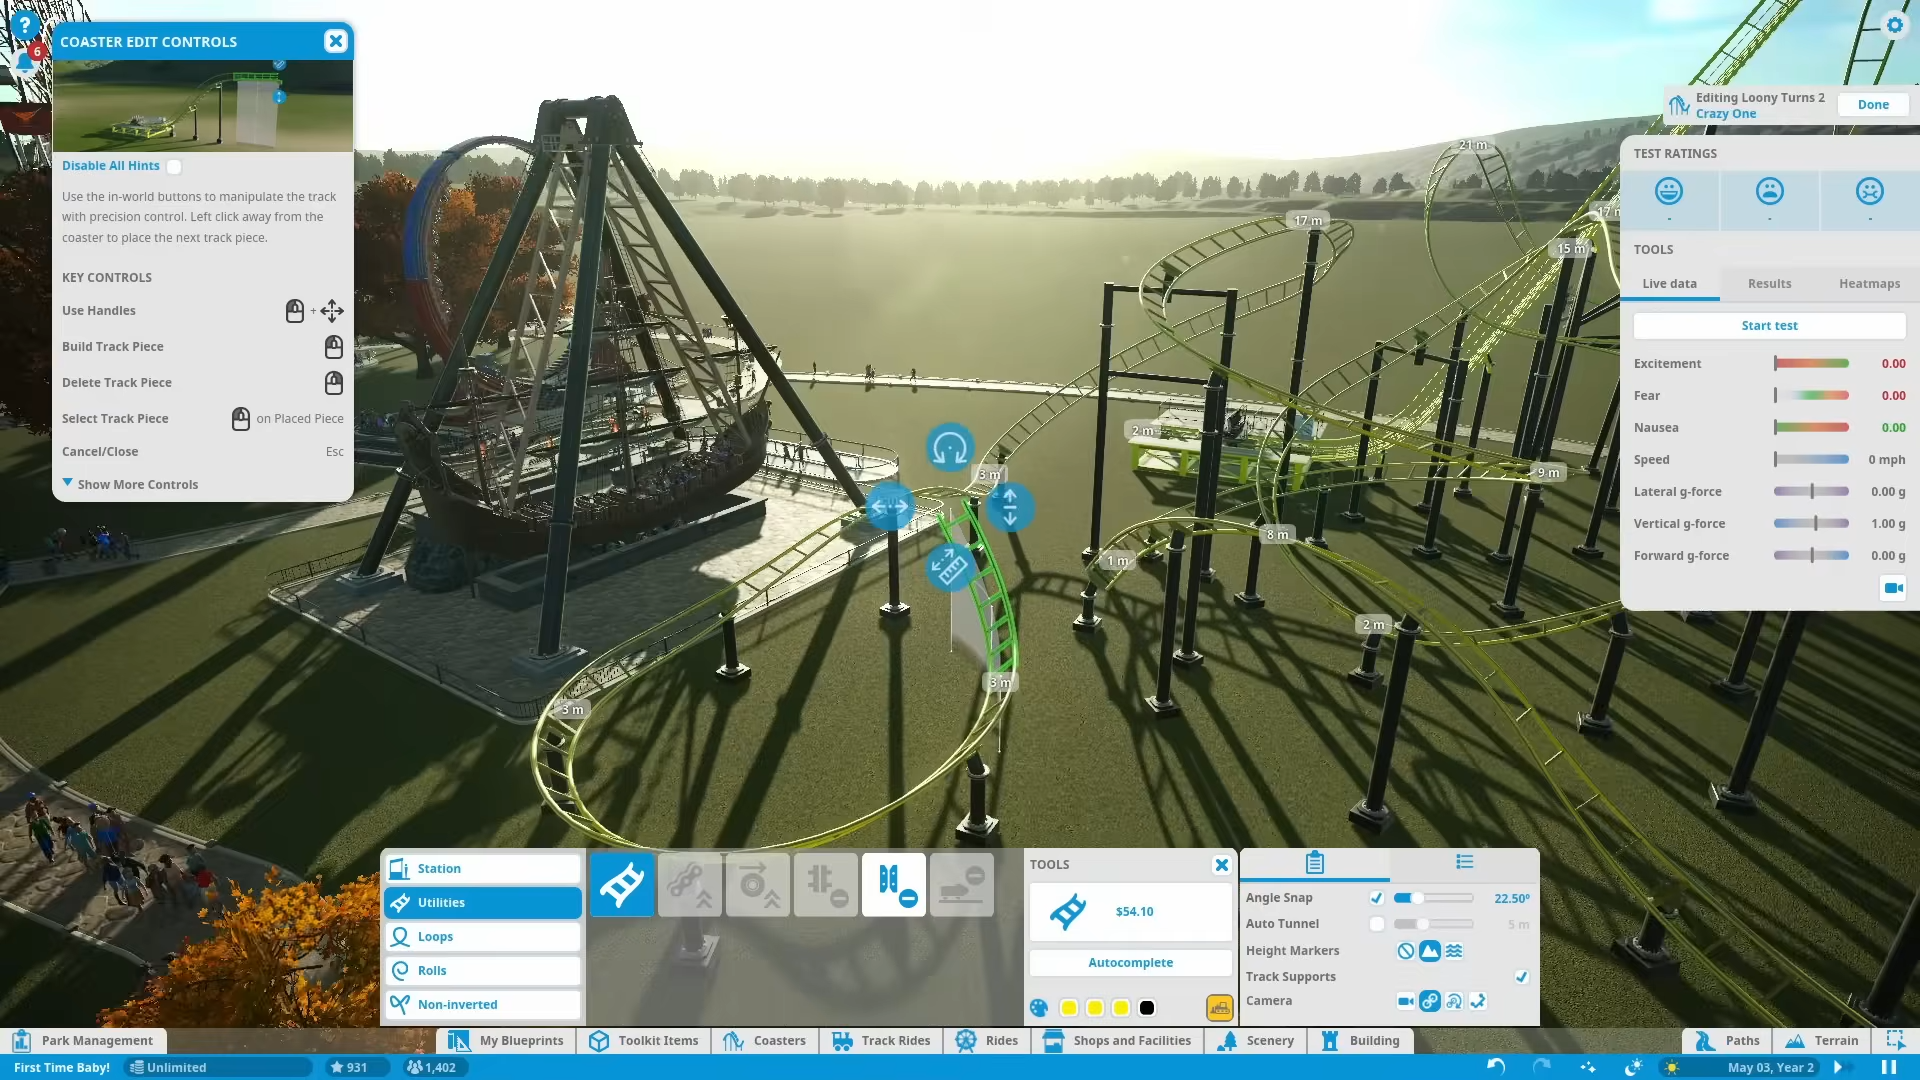 ?
6
COASTER EDIT CONTROLS
Disable All Hints
Use the in-world buttons to manipulate the track
with precision control. Left click away from the
coaster to place the next track piece.
KEY CONTROLS
Use Handles +
Build Track Piece
Delete Track Piece
Select Track Piece on Placed Piece
Cancel/Close Esc
Show More Controls
Editing Loony Turns 2
Crazy One
Done
TEST RATINGS
- - -
TOOLS
Live data Results Heatmaps
Start test
Excitement 0.00
Fear 0.00
Nausea 0.00
Speed 0 mph
Lateral g-force 0.00 g
Vertical g-force 1.00 g
Forward g-force 0.00 g
21 m
17 m
17 m
15 m
2 m
3 m
9 m
8 m
1 m
2 m
3 m
3 m
Station
Utilities
Loops
Rolls
Non-inverted
TOOLS
$54.10
Autocomplete
Angle Snap 22.50°
Auto Tunnel 5 m
Height Markers
Track Supports
Camera
Park Management
My Blueprints
Toolkit Items
Coasters
Track Rides
Rides
Shops and Facilities
Scenery
Building
Paths
Terrain
First Time Baby!
Unlimited
931
1,402
May 03, Year 2